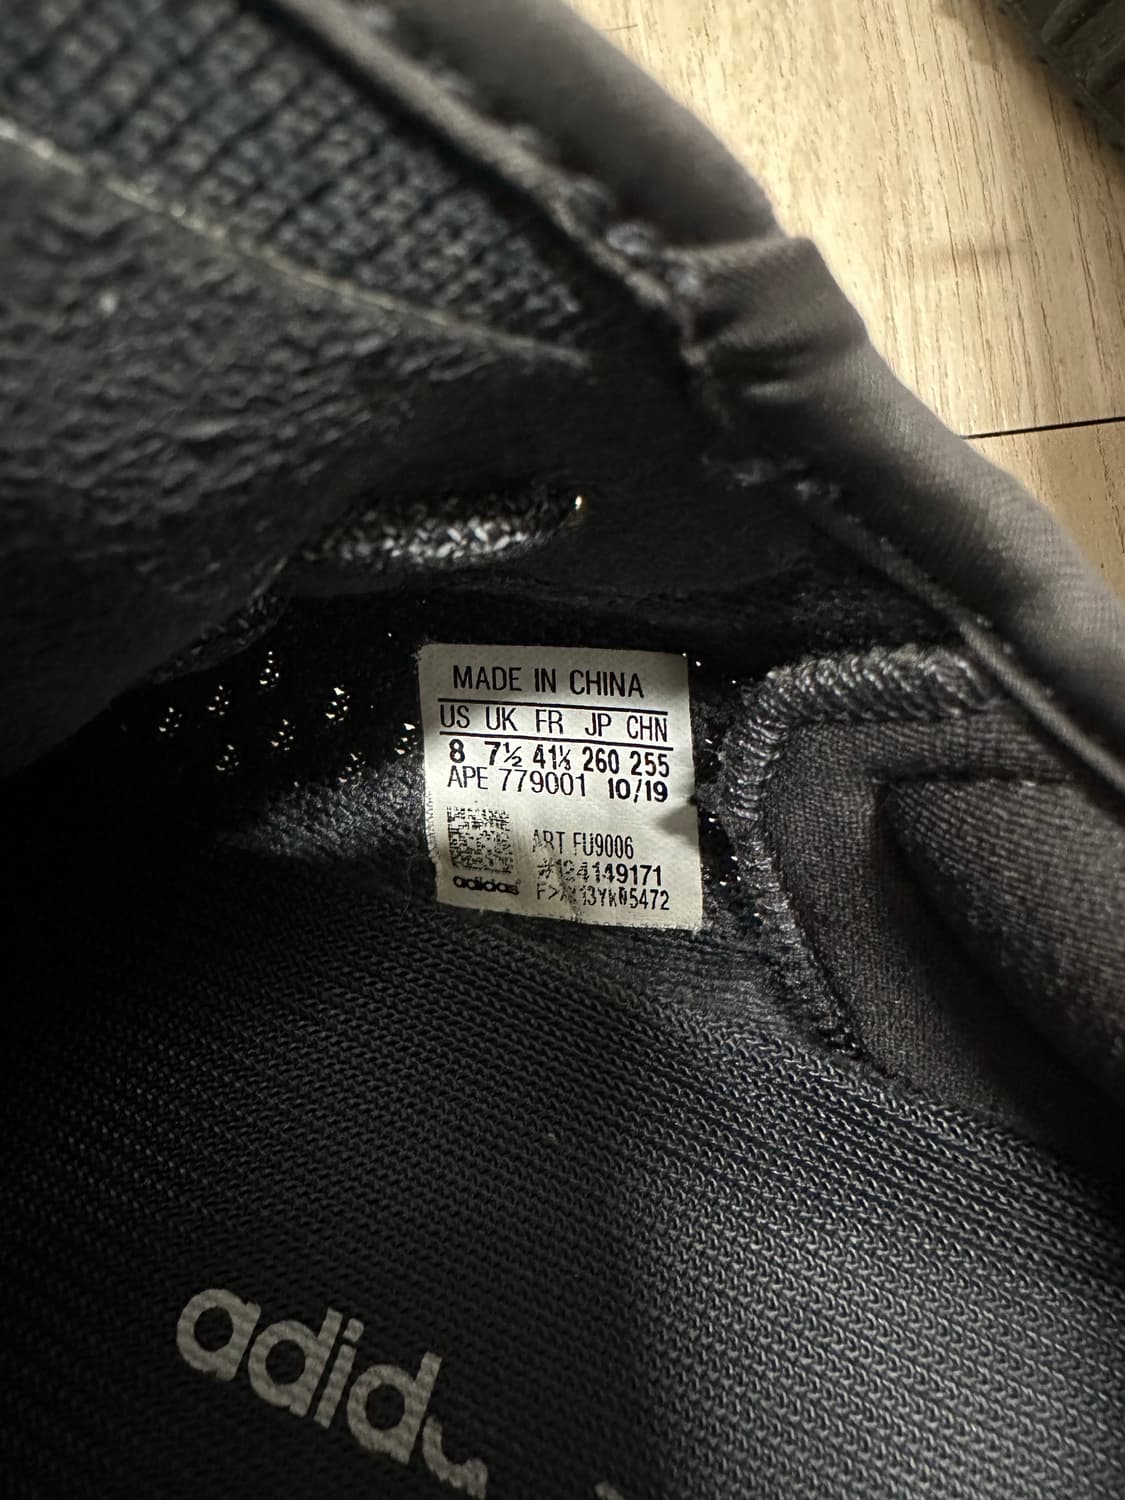 MADE IN CHINA
US UK FR JP CHN
8 7½ 41⅓ 260 255
APE 779001 10/19
ART FU9006
adidas